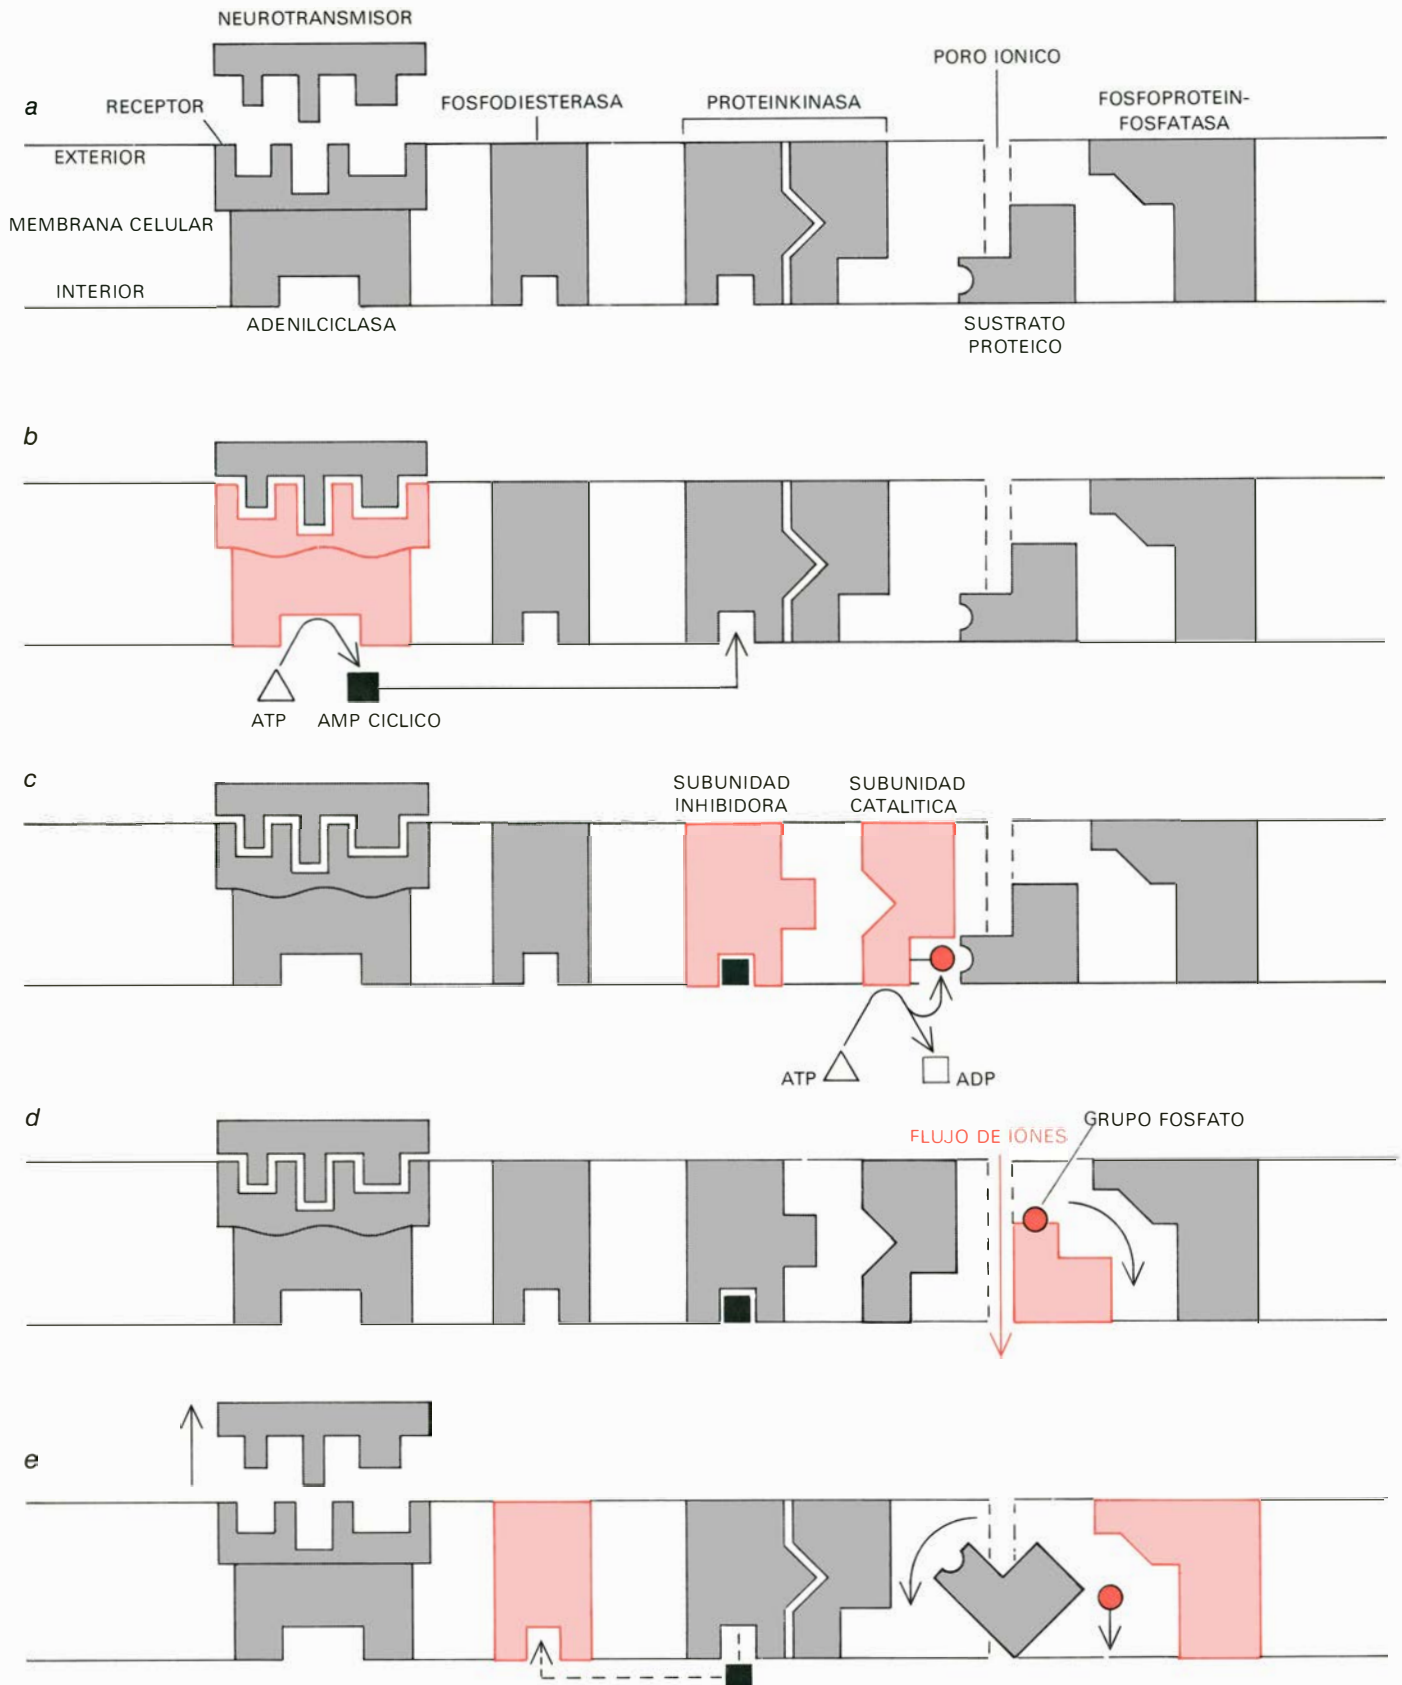 NEUROTRANSMISOR
a
RECEPTOR
FOSFODIESTERASA
PROTEINKINASA
PORO IONICO
FOSFOPROTEIN-
FOSFATASA
EXTERIOR
MEMBRANA CELULAR
INTERIOR
ADENILCICLASA
SUSTRATO
PROTEICO
b
ATP
AMP CICLICO
c
SUBUNIDAD
INHIBIDORA
SUBUNIDAD
CATALITICA
ATP
ADP
d
FLUJO DE IÓNES
GRUPO FOSFATO
e